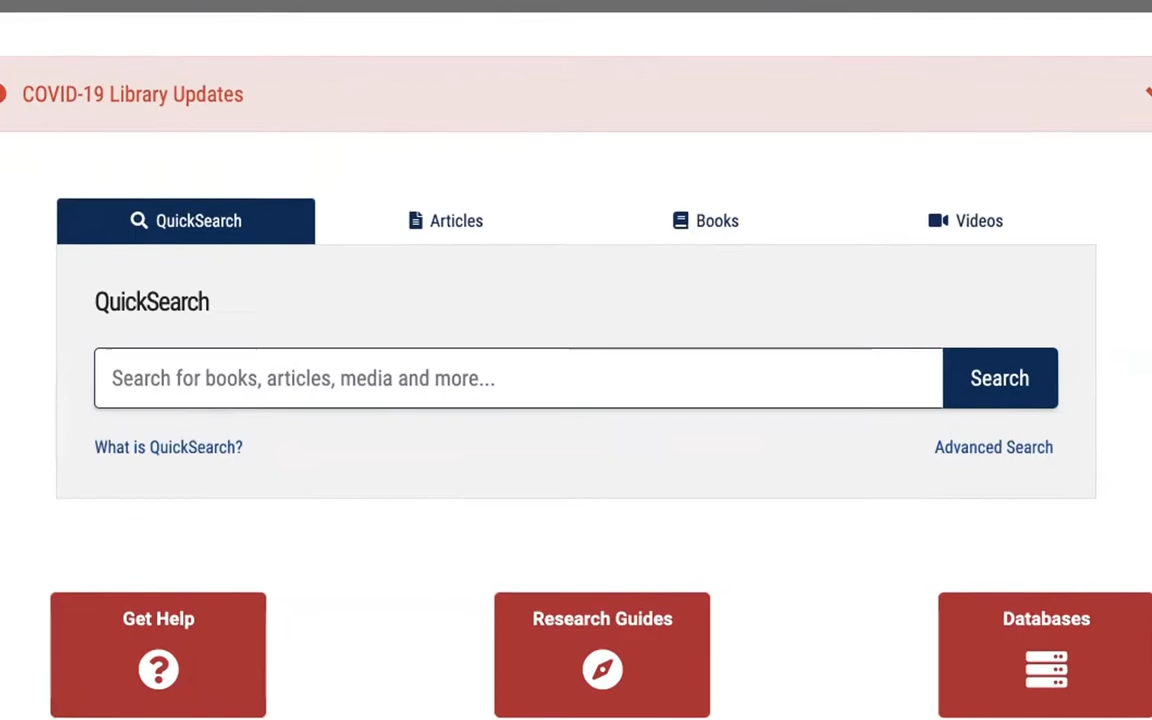 COVID-19 Library Updates
QuickSearch
Articles
Books
Videos
QuickSearch
Search for books, articles, media and more...
Search
What is QuickSearch?
Advanced Search
Get Help
Research Guides
Databases